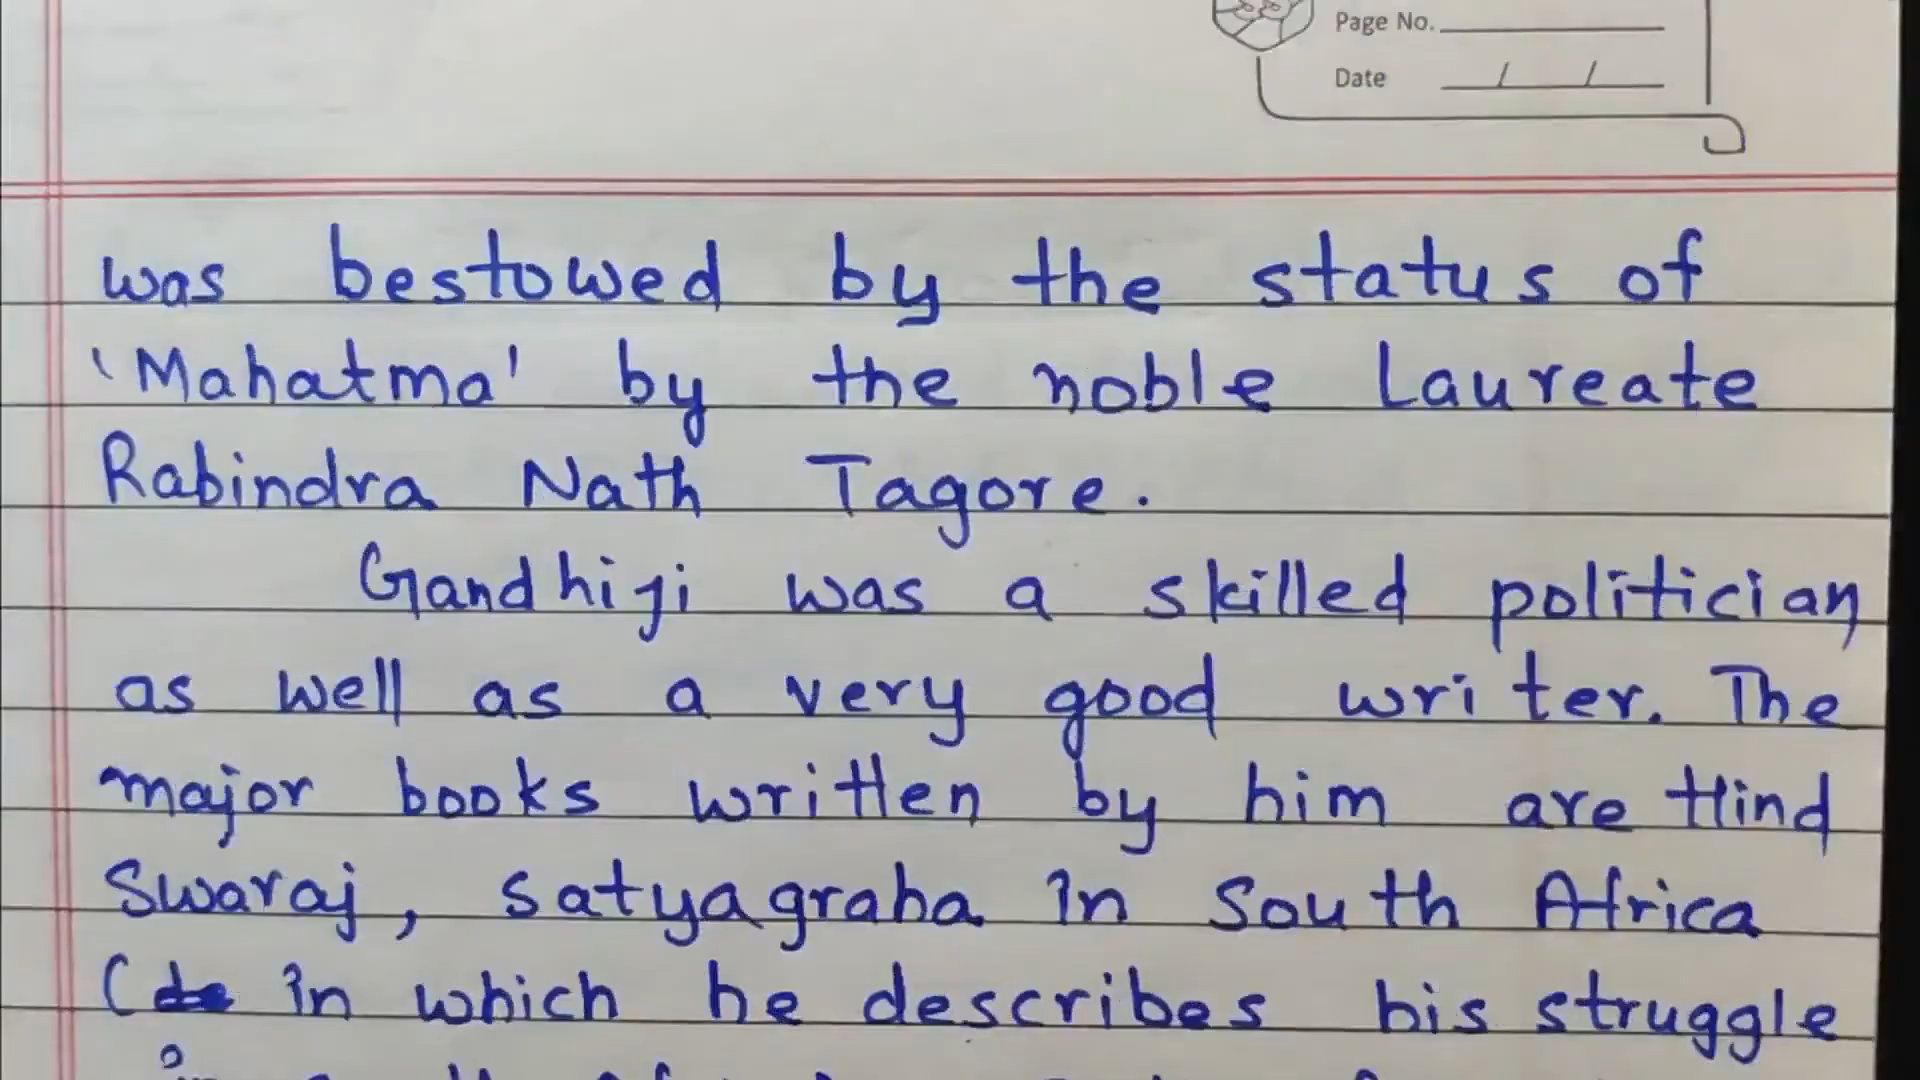 Page No.
Date / /
was bestowed by the status of
'Mahatma' by the noble Laureate
Rabindra Nath Tagore.
Gandhiji was a skilled politician
as well as a very good writer. The
major books written by him are Hind
Swaraj, satyagraha in South Africa
( in which he describes his struggle
in